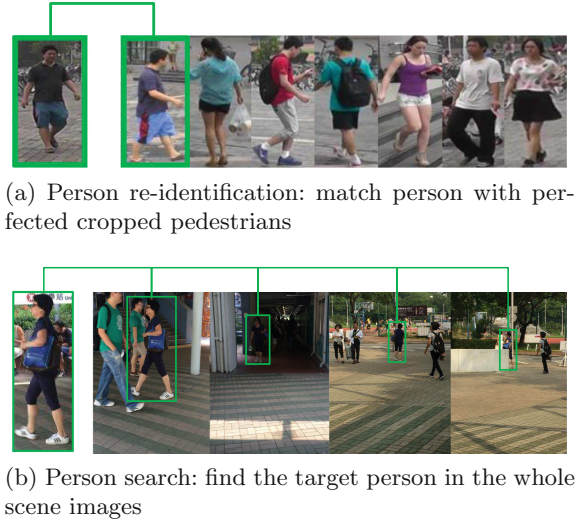 (a) Person re-identification: match person with per-
fected cropped pedestrians
(b) Person search: find the target person in the whole
scene images